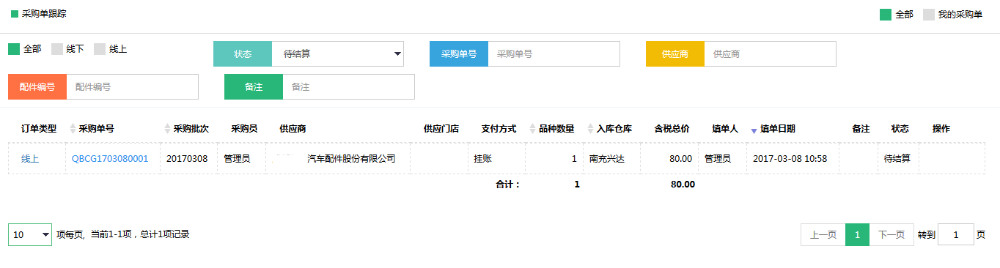 采购单跟踪 全部 我的采购单
全部 线下 线上 状态 待结算 采购单号 采购单号 供应商 供应商
配件编号 配件编号 备注 备注
订单类型 采购单号 采购批次 采购员 供应商 供应门店 支付方式 品种数量 入库仓库 含税总价 填单人 填单日期 备注 状态 操作
线上 QBCG1703080001 20170308 管理员 汽车配件股份有限公司 挂账 1 南充兴达 80.00 管理员 2017-03-08 10:58 待结算
合计： 1 80.00
10 项每页, 当前1-1项，总计1项记录 上一页 1 下一页 转到 1 页